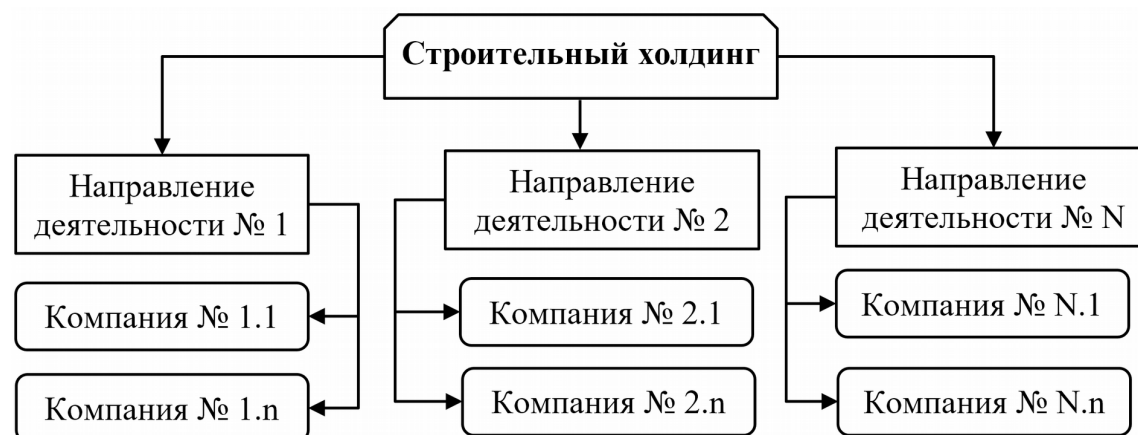 Строительный холдинг
Направление
деятельности № 1
Направление
деятельности № 2
Направление
деятельности № N
Компания № 1.1
Компания № 2.1
Компания № N.1
Компания № 1.n
Компания № 2.n
Компания № N.n